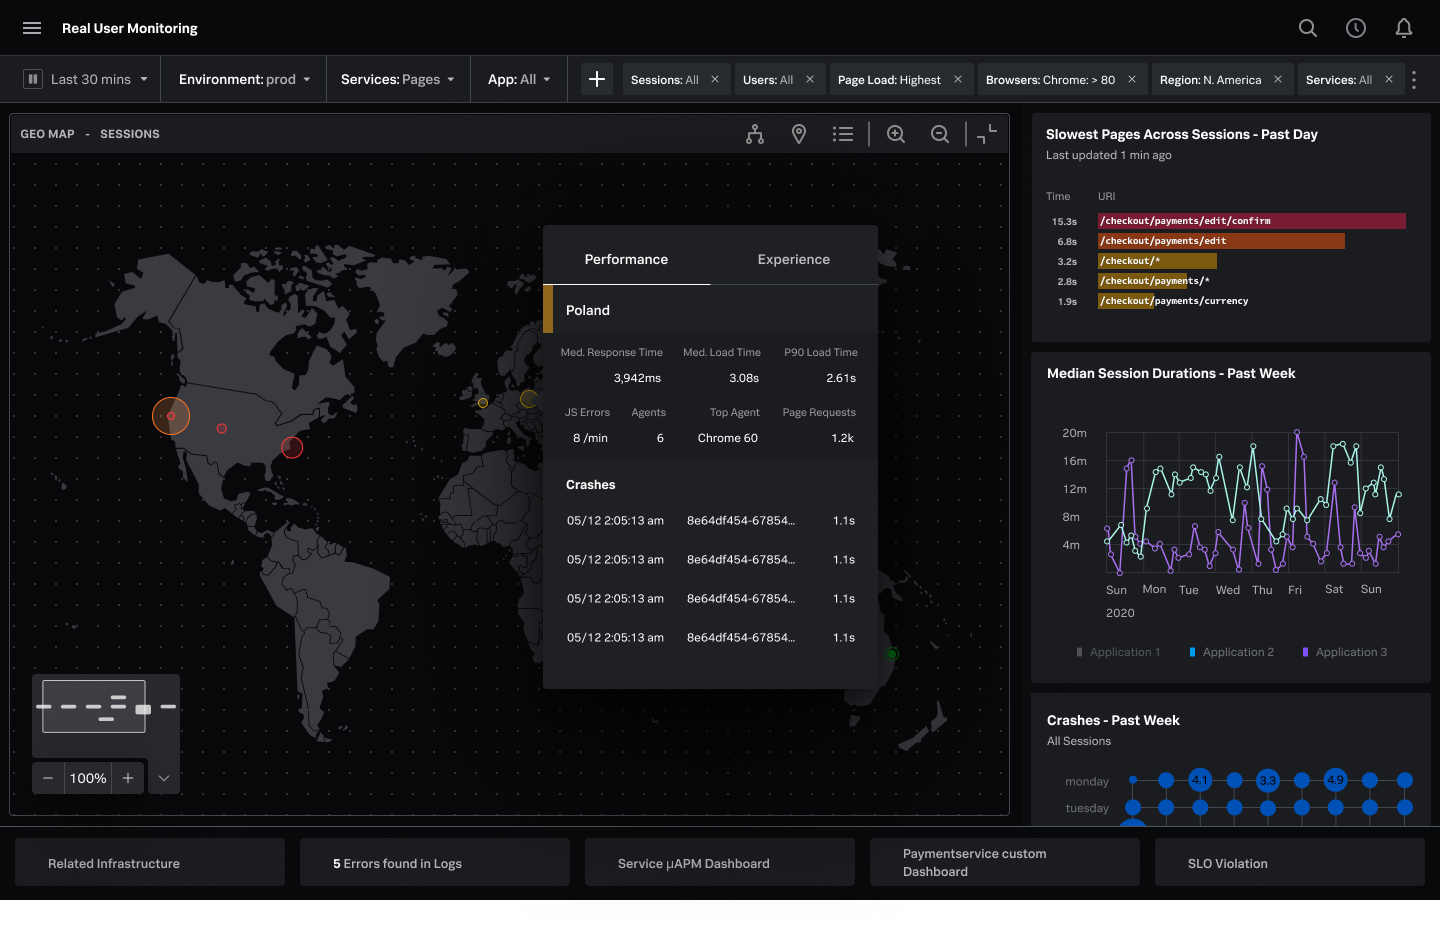 Real User Monitoring
Last 30 mins
Environment: prod
Services: Pages
App: All
Sessions: All
Users: All
Page Load: Highest
Browsers: Chrome: > 80
Region: N. America
Services: All
GEO MAP - SESSIONS
Performance
Experience
Poland
Med. Response Time Med. Load Time P90 Load Time
3,942ms 3.08s 2.61s
JS Errors Agents Top Agent Page Requests
8 /min 6 Chrome 60 1.2k
Crashes
05/12 2:05:13 am 8e64df454-67854... 1.1s
05/12 2:05:13 am 8e64df454-67854... 1.1s
05/12 2:05:13 am 8e64df454-67854... 1.1s
05/12 2:05:13 am 8e64df454-67854... 1.1s
100%
Slowest Pages Across Sessions - Past Day
Last updated 1 min ago
Time URI
15.3s /checkout/payments/edit/confirm
6.8s /checkout/payments/edit
3.2s /checkout/*
2.8s /checkout/payments/*
1.9s /checkout/payments/currency
Median Session Durations - Past Week
20m
16m
12m
8m
4m
Sun Mon Tue Wed Thu Fri Sat Sun
2020
Application 1 Application 2 Application 3
Crashes - Past Week
All Sessions
monday 4.1 3.3 4.9
tuesday
Related Infrastructure
5 Errors found in Logs
Service µAPM Dashboard
Paymentservice custom
Dashboard
SLO Violation